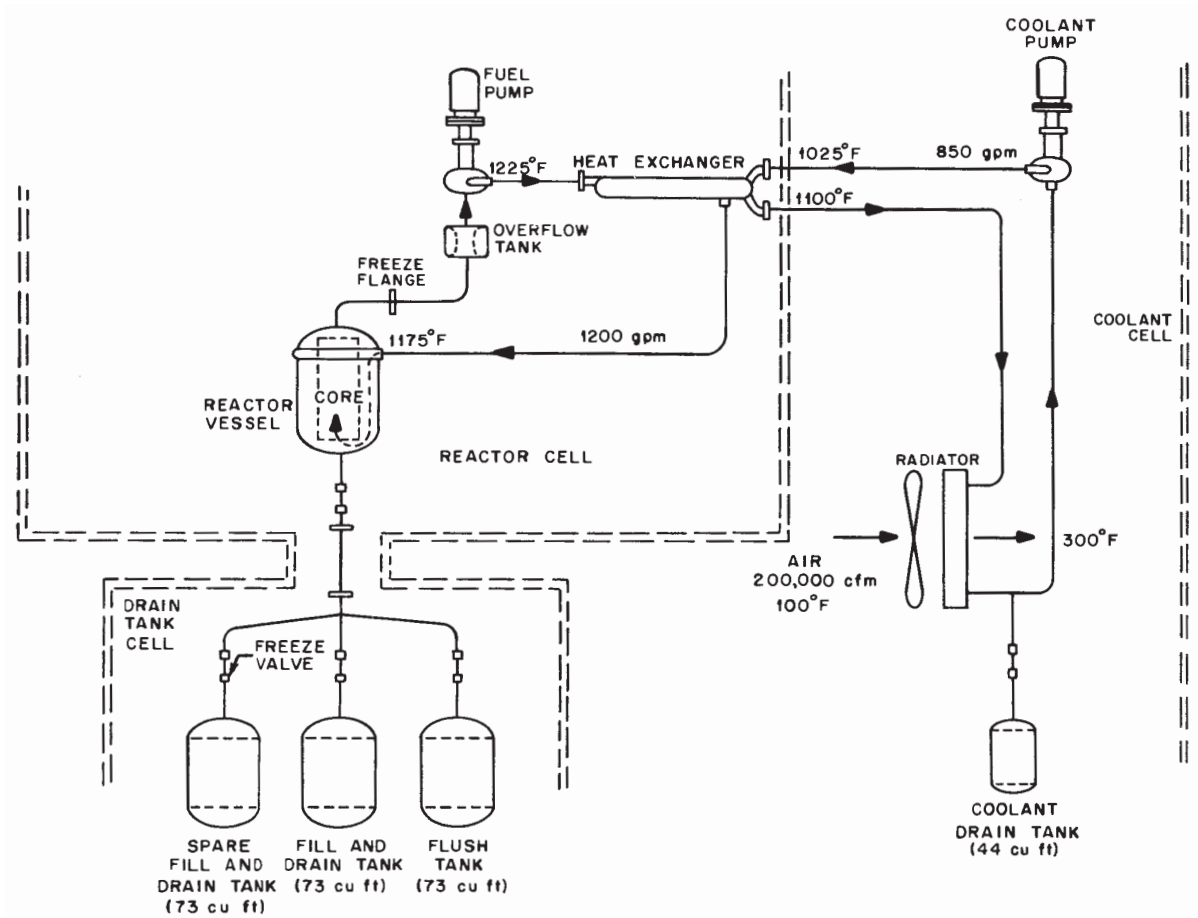 COOLANT
PUMP
FUEL
PUMP
1225°F
HEAT EXCHANGER
1025°F
850 gpm
1100°F
OVERFLOW
TANK
FREEZE
FLANGE
1175°F
1200 gpm
COOLANT
CELL
CORE
REACTOR
VESSEL
REACTOR CELL
RADIATOR
AIR
200,000 cfm
100°F
300°F
DRAIN
TANK
CELL
FREEZE
VALVE
SPARE
FILL AND
DRAIN TANK
(73 cu ft)
FILL AND
DRAIN TANK
(73 cu ft)
FLUSH
TANK
(73 cu ft)
COOLANT
DRAIN TANK
(44 cu ft)